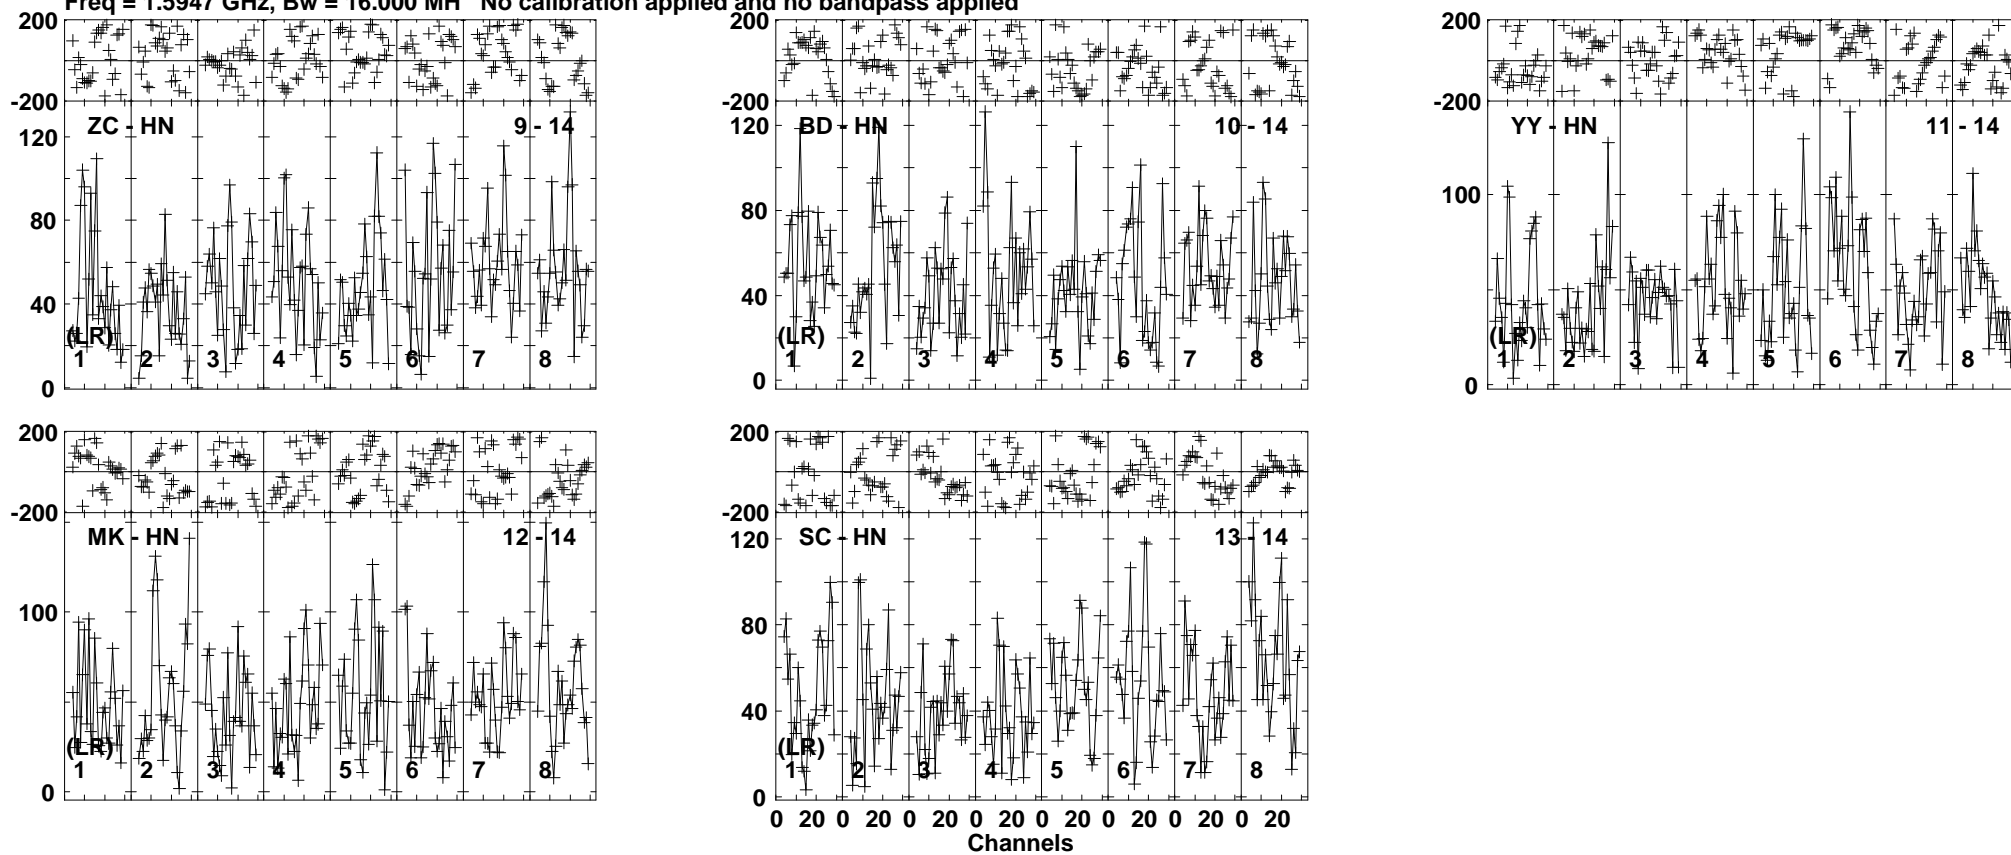 Freq = 1.5947 GHz, Bw = 16.000 MH No calibration applied and no bandpass applied
200
-200
ZC - HN 9 - 14
120
80
40
0
(LR)
1 2 3 4 5 6 7 8
200
-200
BD - HN 10 - 14
120
80
40
0
(LR)
1 2 3 4 5 6 7 8
200
-200
YY - HN 11 - 14
100
0
(LR)
1 2 3 4 5 6 7 8
200
-200
MK - HN 12 - 14
100
0
(LR)
1 2 3 4 5 6 7 8
200
-200
SC - HN 13 - 14
120
80
40
0
(LR)
1 2 3 4 5 6 7 8
0 20 0 20 0 20 0 20 0 20 0 20 0 20 0 20
Channels